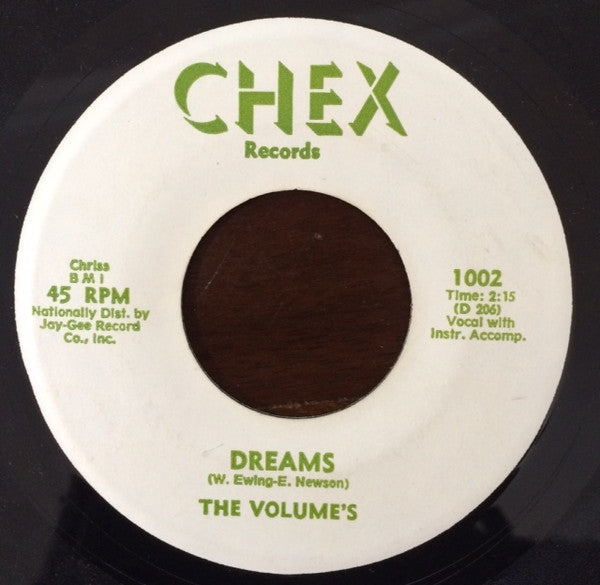 CHEX
Records
Chriss
B M I
45 RPM
Nationally Dist. by
Jay-Gee Record
Co., Inc.
1002
Time: 2:15
(D 206)
Vocal with
Instr. Accomp.
DREAMS
(W. Ewing-E. Newson)
THE VOLUME'S